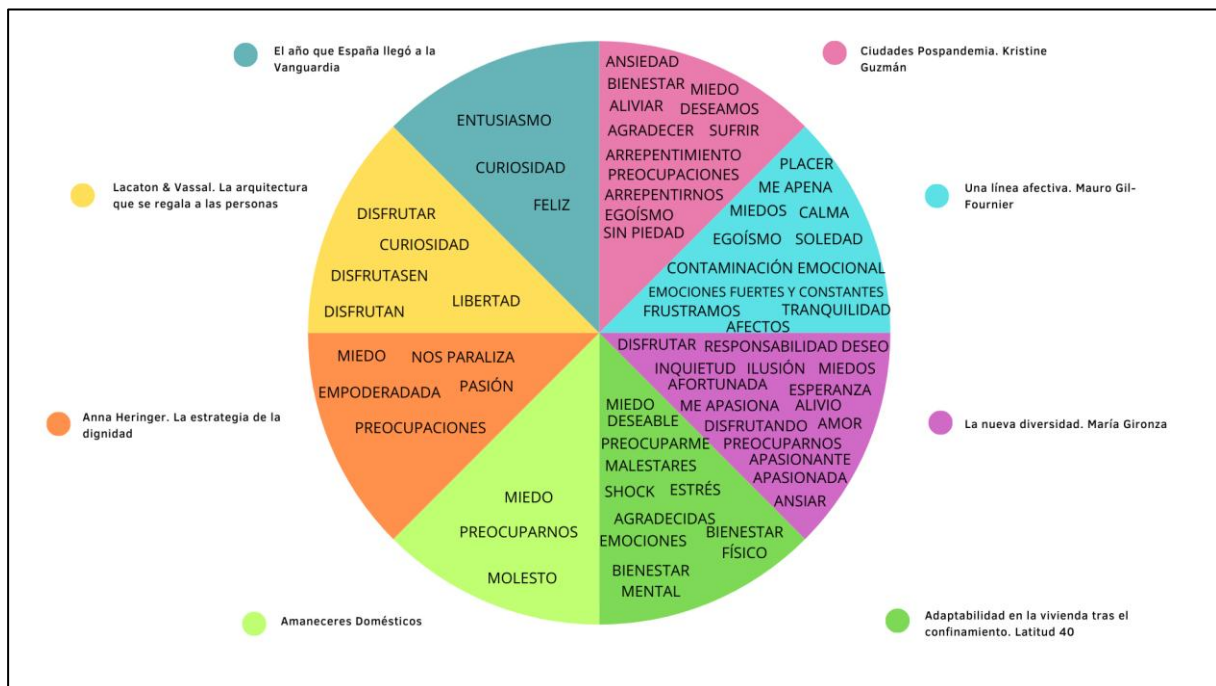 El año que España llegó a la
Vanguardia
Ciudades Pospandemia. Kristine
Guzmán
Lacaton & Vassal. La arquitectura
que se regala a las personas
Una línea afectiva. Mauro Gil-
Fournier
Anna Heringer. La estrategia de la
dignidad
La nueva diversidad. María Gironza
Amaneceres Domésticos
Adaptabilidad en la vivienda tras el
confinamiento. Latitud 40
ENTUSIASMO
CURIOSIDAD
FELIZ
ANSIEDAD
BIENESTAR
MIEDO
ALIVIAR
DESEAMOS
AGRADECER
SUFRIR
ARREPENTIMIENTO
PREOCUPACIONES
ARREPENTIRNOS
EGOÍSMO
SIN PIEDAD
PLACER
ME APENA
MIEDOS
CALMA
EGOÍSMO
SOLEDAD
CONTAMINACIÓN EMOCIONAL
EMOCIONES FUERTES Y CONSTANTES
FRUSTRAMOS
TRANQUILIDAD
AFECTOS
DISFRUTAR
CURIOSIDAD
DISFRUTASEN
LIBERTAD
DISFRUTAN
MIEDO
NOS PARALIZA
EMPODERADADA
PASIÓN
PREOCUPACIONES
DISFRUTAR
RESPONSABILIDAD
DESEO
INQUIETUD
ILUSIÓN
MIEDOS
AFORTUNADA
ESPERANZA
ME APASIONA
ALIVIO
DISFRUTANDO
AMOR
PREOCUPARNOS
APASIONANTE
APASIONADA
ANSIAR
MIEDO
PREOCUPARNOS
MOLESTO
MIEDO
DESEABLE
PREOCUPARME
MALESTARES
SHOCK
ESTRÉS
AGRADECIDAS
EMOCIONES
BIENESTAR
FÍSICO
BIENESTAR
MENTAL